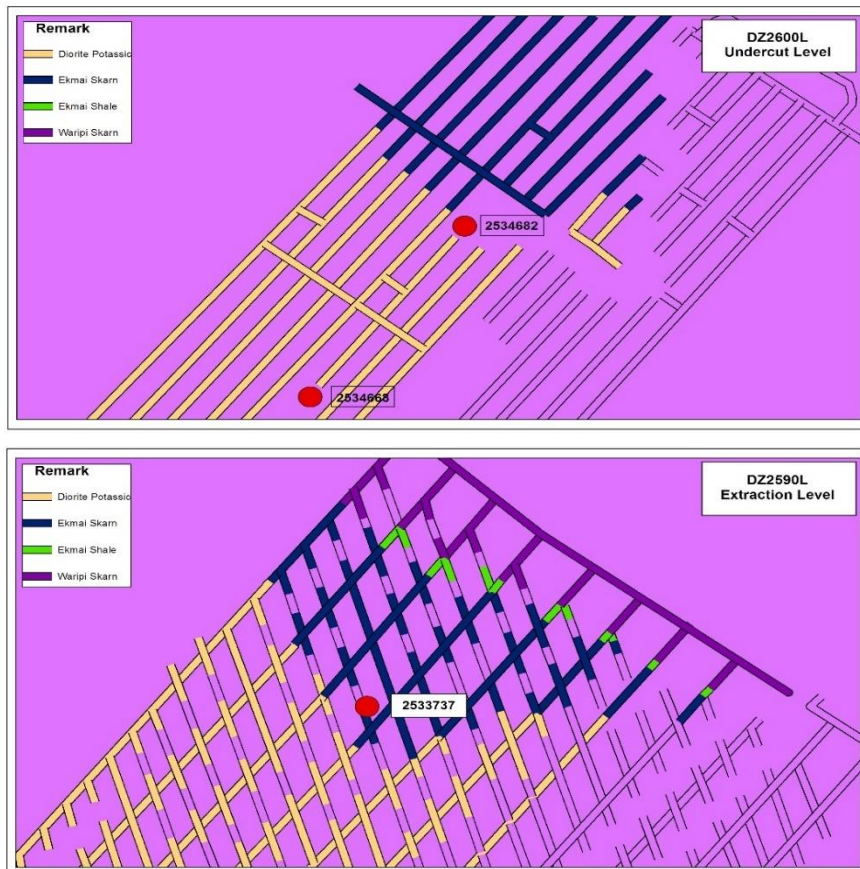 Remark
Diorite Potassic
Ekmai Skarn
Ekmai Shale
Waripi Skarn
DZ2600L
Undercut Level
2534682
2534668
Remark
Diorite Potassic
Ekmai Skarn
Ekmai Shale
Waripi Skarn
DZ2590L
Extraction Level
2533737